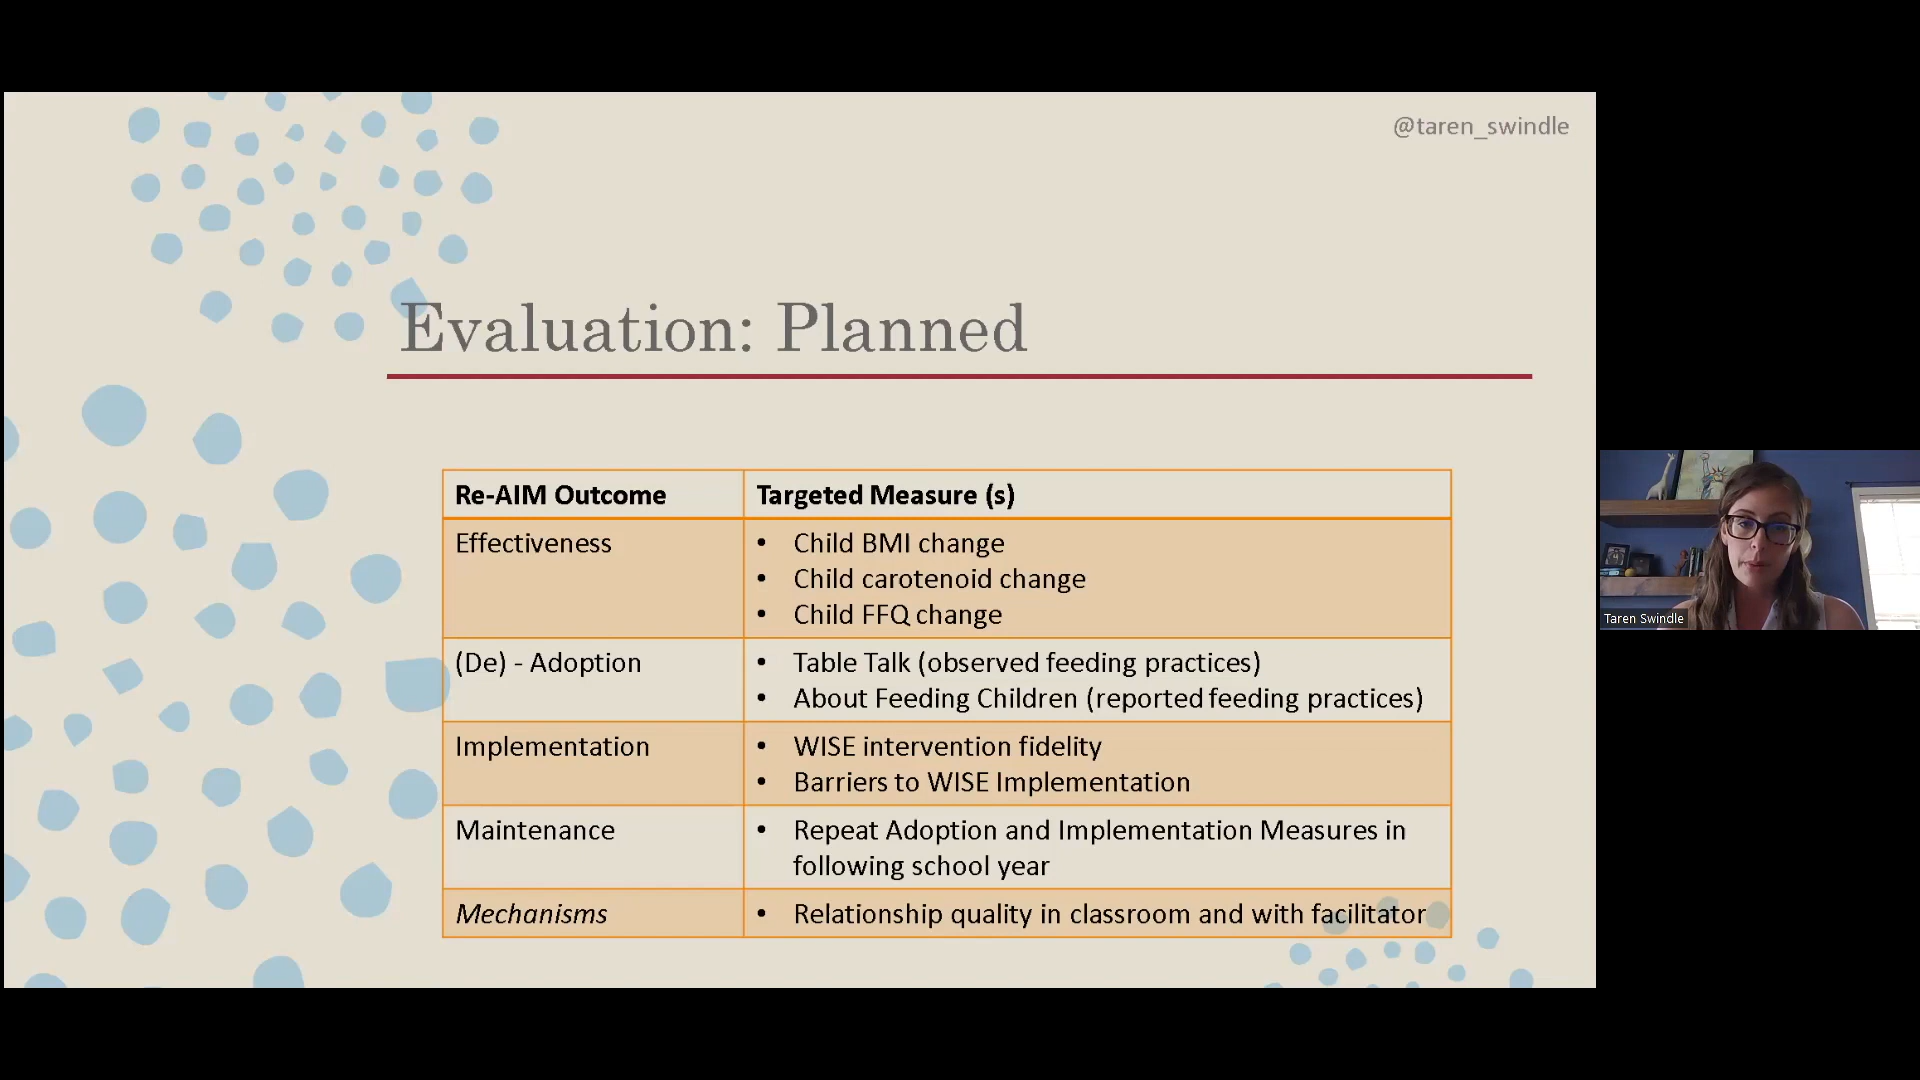 @taren_swindle
Evaluation: Planned
Re-AIM Outcome
Targeted Measure (s)
Effectiveness
• Child BMI change
• Child carotenoid change
• Child FFQ change
(De) - Adoption
• Table Talk (observed feeding practices)
• About Feeding Children (reported feeding practices)
Implementation
• WISE intervention fidelity
• Barriers to WISE Implementation
Maintenance
• Repeat Adoption and Implementation Measures in
following school year
Mechanisms
• Relationship quality in classroom and with facilitator
Taren Swindle